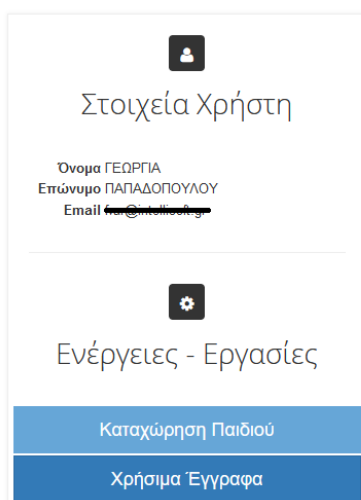 Στοιχεία Χρήστη
Όνομα ΓΕΩΡΓΙΑ
Επώνυμο ΠΑΠΑΔΟΠΟΥΛΟΥ
Email
Ενέργειες - Εργασίες
Καταχώρηση Παιδιού
Χρήσιμα Έγγραφα